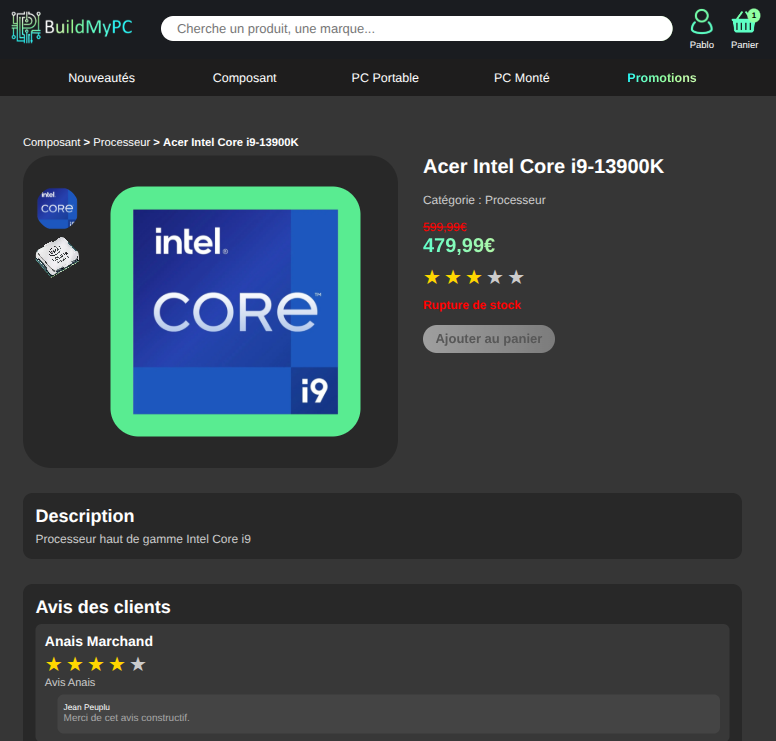 BuildMyPC
Cherche un produit, une marque...
1
Pablo
Panier
Nouveautés
Composant
PC Portable
PC Monté
Promotions
Composant > Processeur > Acer Intel Core i9-13900K
intel
CORE
intel.
CORE™
i9
Acer Intel Core i9-13900K
Catégorie : Processeur
599,99€
479,99€
Rupture de stock
Ajouter au panier
Description
Processeur haut de gamme Intel Core i9
Avis des clients
Anais Marchand
Avis Anais
Jean Peuplu
Merci de cet avis constructif.